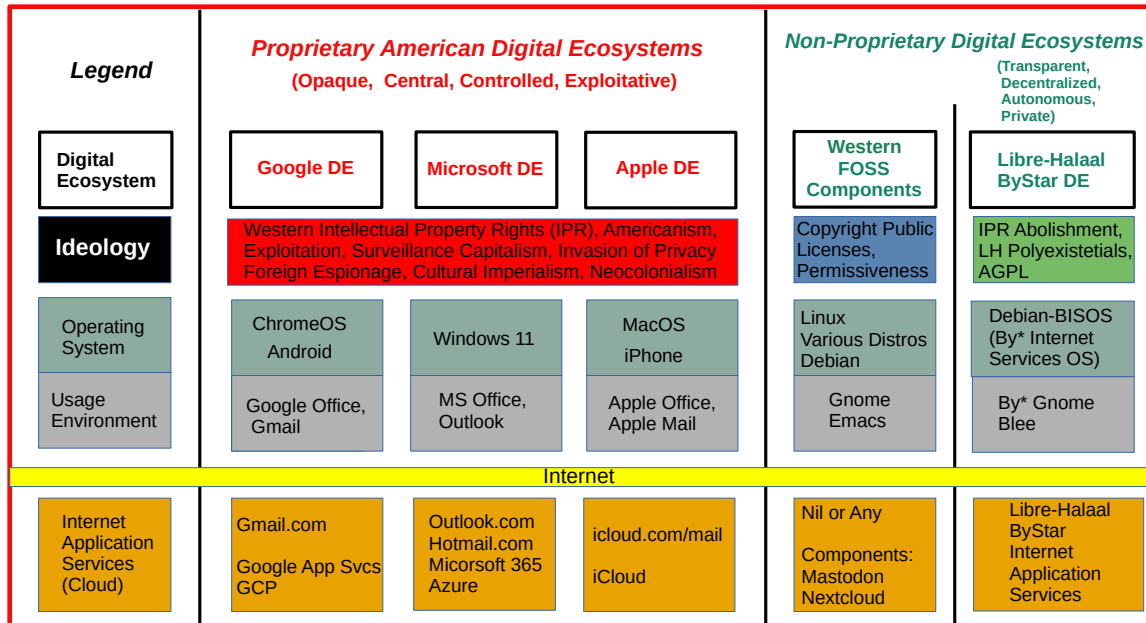 Legend
Proprietary American Digital Ecosystems
(Opaque, Central, Controlled, Exploitative)
Non-Proprietary Digital Ecosystems
(Transparent,
Decentralized,
Autonomous,
Private)
Digital
Ecosystem
Google DE
Microsoft DE
Apple DE
Western
FOSS
Components
Libre-Halaal
ByStar DE
Ideology
Western Intellectual Property Rights (IPR), Americanism,
Exploitation, Surveillance Capitalism, Invasion of Privacy
Foreign Espionage, Cultural Imperialism, Neocolonialism
Copyright Public
Licenses,
Permissiveness
IPR Abolishment,
LH Polyexistetials,
AGPL
Operating
System
ChromeOS
Android
Windows 11
MacOS
iPhone
Linux
Various Distros
Debian
Debian-BISOS
(By* Internet
Services OS)
Usage
Environment
Google Office,
Gmail
MS Office,
Outlook
Apple Office,
Apple Mail
Gnome
Emacs
By* Gnome
Blee
Internet
Internet
Application
Services
(Cloud)
Gmail.com
Google App Svcs
GCP
Outlook.com
Hotmail.com
Micorsoft 365
Azure
icloud.com/mail
iCloud
Nil or Any
Components:
Mastodon
Nextcloud
Libre-Halaal
ByStar
Internet
Application
Services